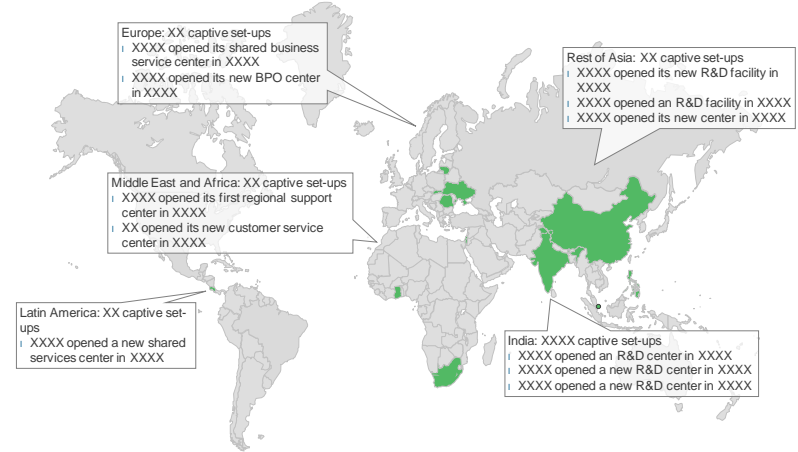 Europe: XX captive set-ups
XXXX opened its shared business
service center in XXXX
XXXX opened its new BPO center
in XXXX
Rest of Asia: XX captive set-ups
XXXX opened its new R&D facility in
XXXX
XXXX opened an R&D facility in XXXX
XXXX opened its new center in XXXX
Middle East and Africa: XX captive set-ups
XXXX opened its first regional support
center in XXXX
XX opened its new customer service
center in XXXX
Latin America: XX captive set-
ups
XXXX opened a new shared
services center in XXXX
India: XXXX captive set-ups
XXXX opened an R&D center in XXXX
XXXX opened a new R&D center in XXXX
XXXX opened a new R&D center in XXXX